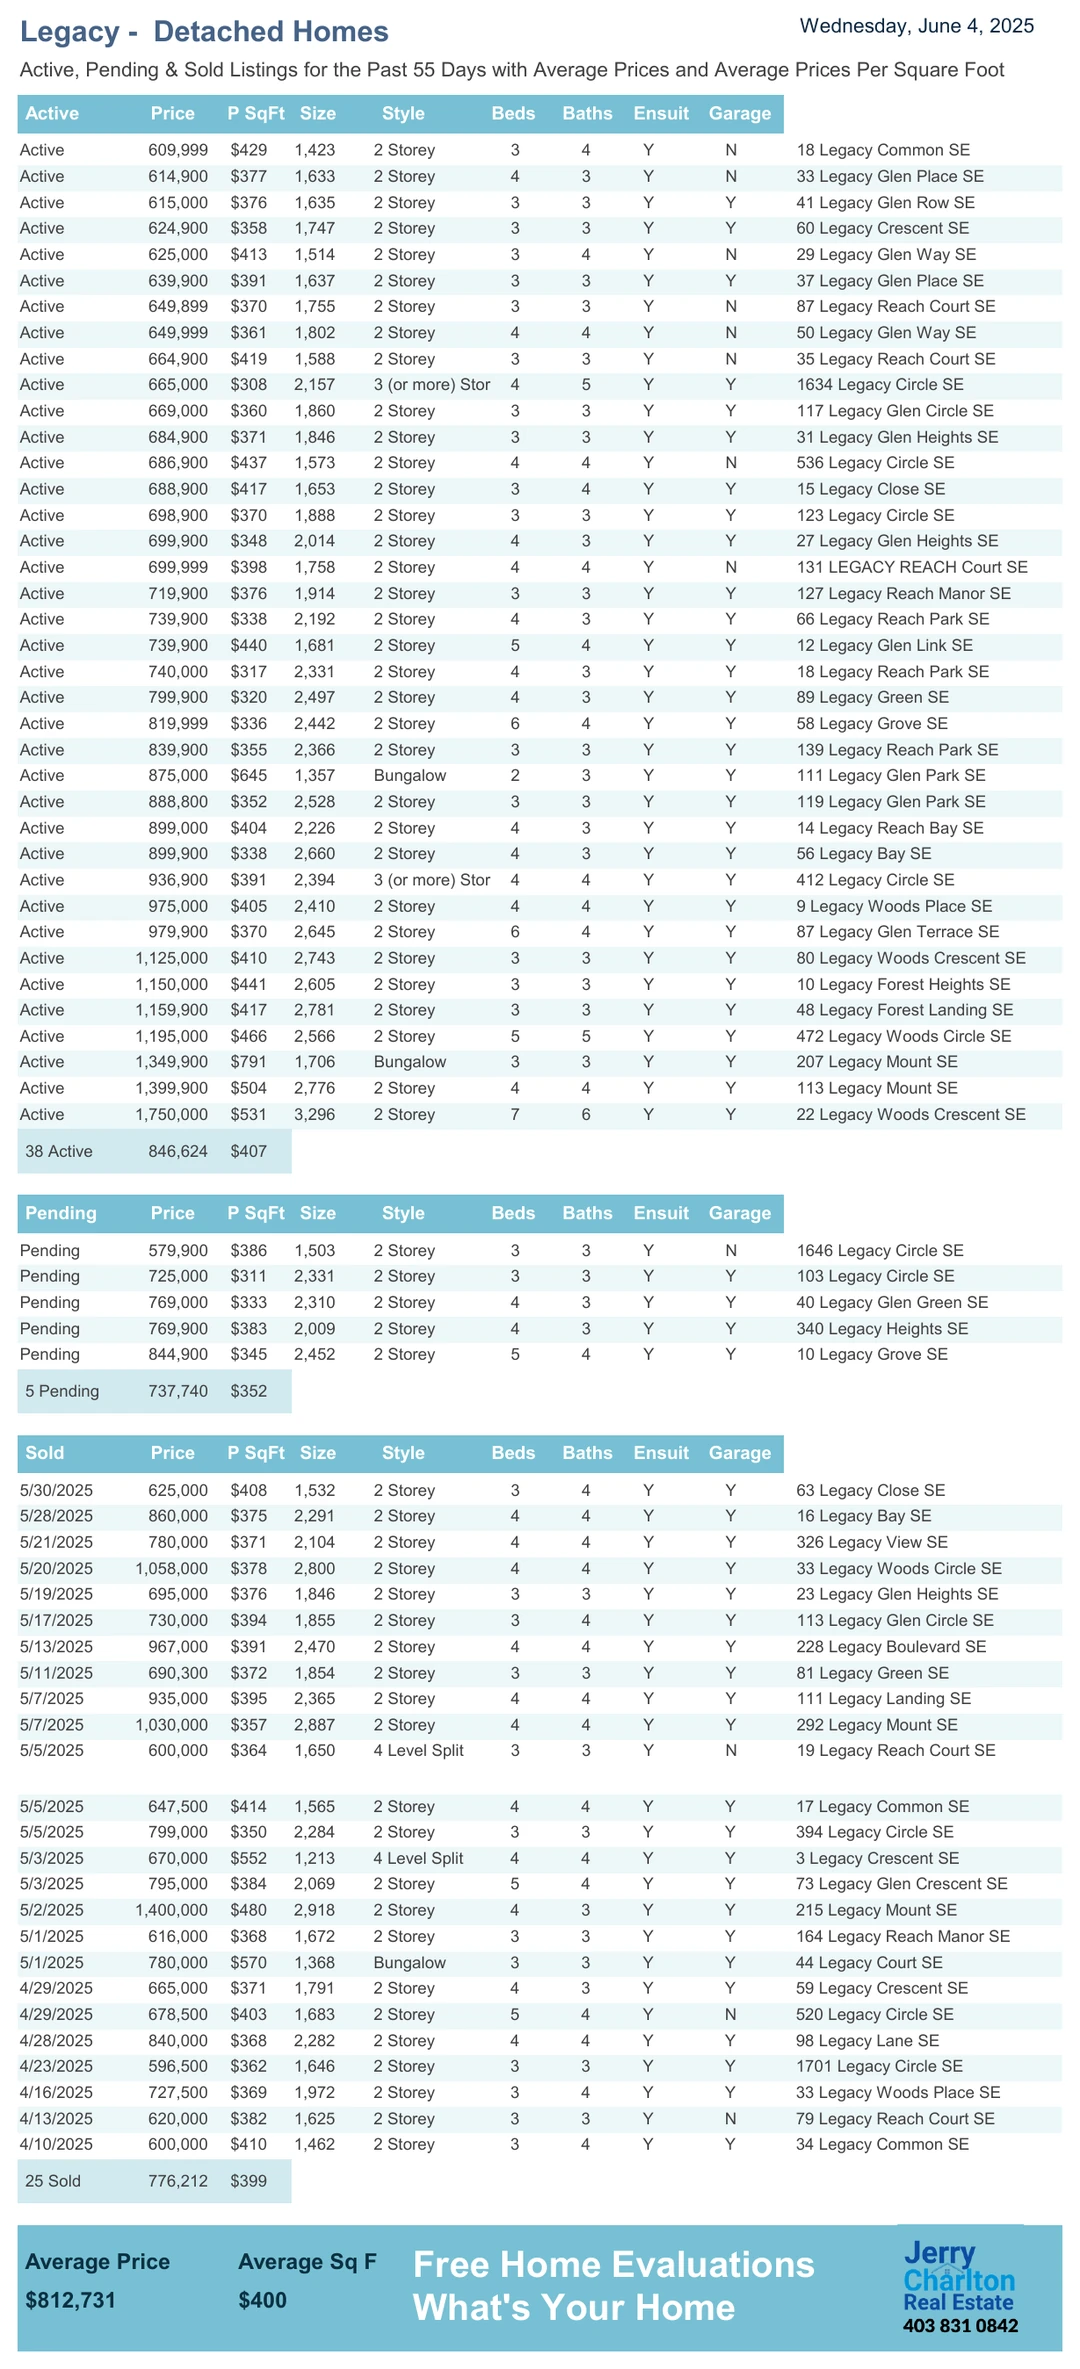 Legacy -  Detached Homes
Wednesday, June 4, 2025
Active, Pending & Sold Listings for the Past 55 Days with Average Prices and Average Prices Per Square Foot
Active Price P SqFt Size Style Beds Baths Ensuit Garage
Active 609,999 $429 1,423 2 Storey 3 4 Y N 18 Legacy Common SE
Active 614,900 $377 1,633 2 Storey 4 3 Y N 33 Legacy Glen Place SE
Active 615,000 $376 1,635 2 Storey 3 3 Y Y 41 Legacy Glen Row SE
Active 624,900 $358 1,747 2 Storey 3 3 Y Y 60 Legacy Crescent SE
Active 625,000 $413 1,514 2 Storey 3 4 Y N 29 Legacy Glen Way SE
Active 639,900 $391 1,637 2 Storey 3 3 Y Y 37 Legacy Glen Place SE
Active 649,899 $370 1,755 2 Storey 3 3 Y N 87 Legacy Reach Court SE
Active 649,999 $361 1,802 2 Storey 4 4 Y N 50 Legacy Glen Way SE
Active 664,900 $419 1,588 2 Storey 3 3 Y N 35 Legacy Reach Court SE
Active 665,000 $308 2,157 3 (or more) Stor 4 5 Y Y 1634 Legacy Circle SE
Active 669,000 $360 1,860 2 Storey 3 3 Y Y 117 Legacy Glen Circle SE
Active 684,900 $371 1,846 2 Storey 3 3 Y Y 31 Legacy Glen Heights SE
Active 686,900 $437 1,573 2 Storey 4 4 Y N 536 Legacy Circle SE
Active 688,900 $417 1,653 2 Storey 3 4 Y Y 15 Legacy Close SE
Active 698,900 $370 1,888 2 Storey 3 3 Y Y 123 Legacy Circle SE
Active 699,900 $348 2,014 2 Storey 4 3 Y Y 27 Legacy Glen Heights SE
Active 699,999 $398 1,758 2 Storey 4 4 Y N 131 LEGACY REACH Court SE
Active 719,900 $376 1,914 2 Storey 3 3 Y Y 127 Legacy Reach Manor SE
Active 739,900 $338 2,192 2 Storey 4 3 Y Y 66 Legacy Reach Park SE
Active 739,900 $440 1,681 2 Storey 5 4 Y Y 12 Legacy Glen Link SE
Active 740,000 $317 2,331 2 Storey 4 3 Y Y 18 Legacy Reach Park SE
Active 799,900 $320 2,497 2 Storey 4 3 Y Y 89 Legacy Green SE
Active 819,999 $336 2,442 2 Storey 6 4 Y Y 58 Legacy Grove SE
Active 839,900 $355 2,366 2 Storey 3 3 Y Y 139 Legacy Reach Park SE
Active 875,000 $645 1,357 Bungalow 2 3 Y Y 111 Legacy Glen Park SE
Active 888,800 $352 2,528 2 Storey 3 3 Y Y 119 Legacy Glen Park SE
Active 899,000 $404 2,226 2 Storey 4 3 Y Y 14 Legacy Reach Bay SE
Active 899,900 $338 2,660 2 Storey 4 3 Y Y 56 Legacy Bay SE
Active 936,900 $391 2,394 3 (or more) Stor 4 4 Y Y 412 Legacy Circle SE
Active 975,000 $405 2,410 2 Storey 4 4 Y Y 9 Legacy Woods Place SE
Active 979,900 $370 2,645 2 Storey 6 4 Y Y 87 Legacy Glen Terrace SE
Active 1,125,000 $410 2,743 2 Storey 3 3 Y Y 80 Legacy Woods Crescent SE
Active 1,150,000 $441 2,605 2 Storey 3 3 Y Y 10 Legacy Forest Heights SE
Active 1,159,900 $417 2,781 2 Storey 3 3 Y Y 48 Legacy Forest Landing SE
Active 1,195,000 $466 2,566 2 Storey 5 5 Y Y 472 Legacy Woods Circle SE
Active 1,349,900 $791 1,706 Bungalow 3 3 Y Y 207 Legacy Mount SE
Active 1,399,900 $504 2,776 2 Storey 4 4 Y Y 113 Legacy Mount SE
Active 1,750,000 $531 3,296 2 Storey 7 6 Y Y 22 Legacy Woods Crescent SE
38 Active 846,624 $407
Pending Price P SqFt Size Style Beds Baths Ensuit Garage
Pending 579,900 $386 1,503 2 Storey 3 3 Y N 1646 Legacy Circle SE
Pending 725,000 $311 2,331 2 Storey 3 3 Y Y 103 Legacy Circle SE
Pending 769,000 $333 2,310 2 Storey 4 3 Y Y 40 Legacy Glen Green SE
Pending 769,900 $383 2,009 2 Storey 4 3 Y Y 340 Legacy Heights SE
Pending 844,900 $345 2,452 2 Storey 5 4 Y Y 10 Legacy Grove SE
5 Pending 737,740 $352
Sold Price P SqFt Size Style Beds Baths Ensuit Garage
5/30/2025 625,000 $408 1,532 2 Storey 3 4 Y Y 63 Legacy Close SE
5/28/2025 860,000 $375 2,291 2 Storey 4 4 Y Y 16 Legacy Bay SE
5/21/2025 780,000 $371 2,104 2 Storey 4 4 Y Y 326 Legacy View SE
5/20/2025 1,058,000 $378 2,800 2 Storey 4 4 Y Y 33 Legacy Woods Circle SE
5/19/2025 695,000 $376 1,846 2 Storey 3 3 Y Y 23 Legacy Glen Heights SE
5/17/2025 730,000 $394 1,855 2 Storey 3 4 Y Y 113 Legacy Glen Circle SE
5/13/2025 967,000 $391 2,470 2 Storey 4 4 Y Y 228 Legacy Boulevard SE
5/11/2025 690,300 $372 1,854 2 Storey 3 3 Y Y 81 Legacy Green SE
5/7/2025 935,000 $395 2,365 2 Storey 4 4 Y Y 111 Legacy Landing SE
5/7/2025 1,030,000 $357 2,887 2 Storey 4 4 Y Y 292 Legacy Mount SE
5/5/2025 600,000 $364 1,650 4 Level Split 3 3 Y N 19 Legacy Reach Court SE
5/5/2025 647,500 $414 1,565 2 Storey 4 4 Y Y 17 Legacy Common SE
5/5/2025 799,000 $350 2,284 2 Storey 3 3 Y Y 394 Legacy Circle SE
5/3/2025 670,000 $552 1,213 4 Level Split 4 4 Y Y 3 Legacy Crescent SE
5/3/2025 795,000 $384 2,069 2 Storey 5 4 Y Y 73 Legacy Glen Crescent SE
5/2/2025 1,400,000 $480 2,918 2 Storey 4 3 Y Y 215 Legacy Mount SE
5/1/2025 616,000 $368 1,672 2 Storey 3 3 Y Y 164 Legacy Reach Manor SE
5/1/2025 780,000 $570 1,368 Bungalow 3 3 Y Y 44 Legacy Court SE
4/29/2025 665,000 $371 1,791 2 Storey 4 3 Y Y 59 Legacy Crescent SE
4/29/2025 678,500 $403 1,683 2 Storey 5 4 Y N 520 Legacy Circle SE
4/28/2025 840,000 $368 2,282 2 Storey 4 4 Y Y 98 Legacy Lane SE
4/23/2025 596,500 $362 1,646 2 Storey 3 3 Y Y 1701 Legacy Circle SE
4/16/2025 727,500 $369 1,972 2 Storey 3 4 Y Y 33 Legacy Woods Place SE
4/13/2025 620,000 $382 1,625 2 Storey 3 3 Y N 79 Legacy Reach Court SE
4/10/2025 600,000 $410 1,462 2 Storey 3 4 Y Y 34 Legacy Common SE
25 Sold 776,212 $399
Average Price Average Sq F
$812,731 $400
Free Home Evaluations
What's Your Home
Jerry
Charlton
Real Estate
403 831 0842